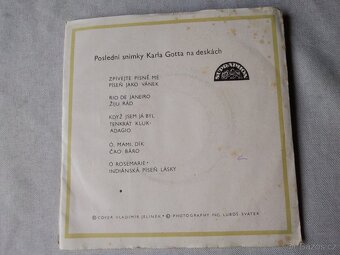 Poslední snímky Karla Gotta na deskách
SUPRAPHON
ZPÍVEJTE PÍSNĚ MÉ
PÍSEŇ JAKO VÁNEK
RIO DE JANEIRO
ŽIJU RÁD
KDYŽ JSEM JÁ BYL
TENKRÁT KLUK
ADAGIO
Ó, MAMI, DÍK
ČAO, BÁRO
Ó ROSEMARIE
INDIÁNSKÁ PÍSEŇ LÁSKY
© COVER VLADIMÍR JELÍNEK © PHOTOGRAPHY ING. LUBOŠ SVÁTEK